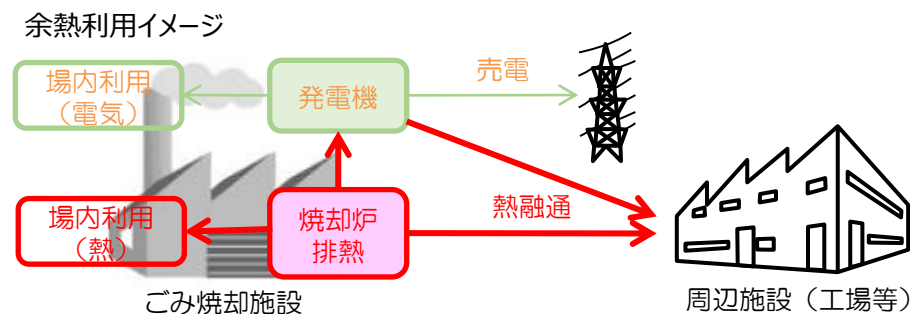 余熱利用イメージ
場内利用
（電気）
発電機
売電
場内利用
（熱）
焼却炉
排熱
熱融通
ごみ焼却施設
周辺施設（工場等）